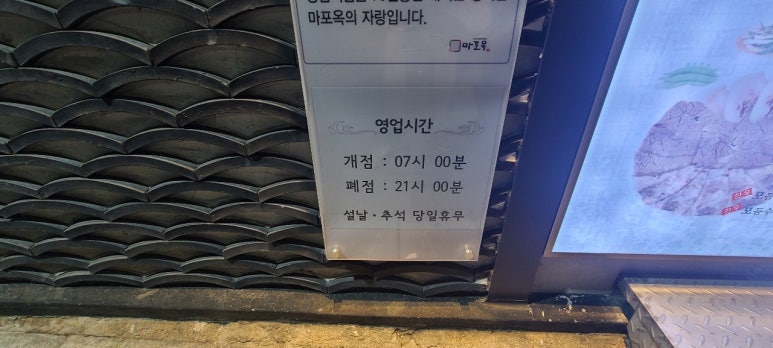 마포옥의 자랑입니다.
마포옥
영업시간
개점 : 07시 00분
폐점 : 21시 00분
설날·추석 당일휴무